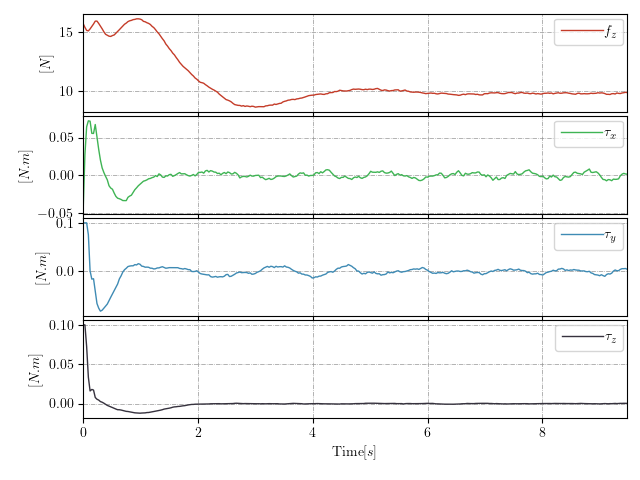 15
10
[N]
f_z
0.05
0.00
−0.05
[N.m]
τ_x
0.1
0.0
[N.m]
τ_y
0.10
0.05
0.00
[N.m]
τ_z
0 2 4 6 8
Time[s]